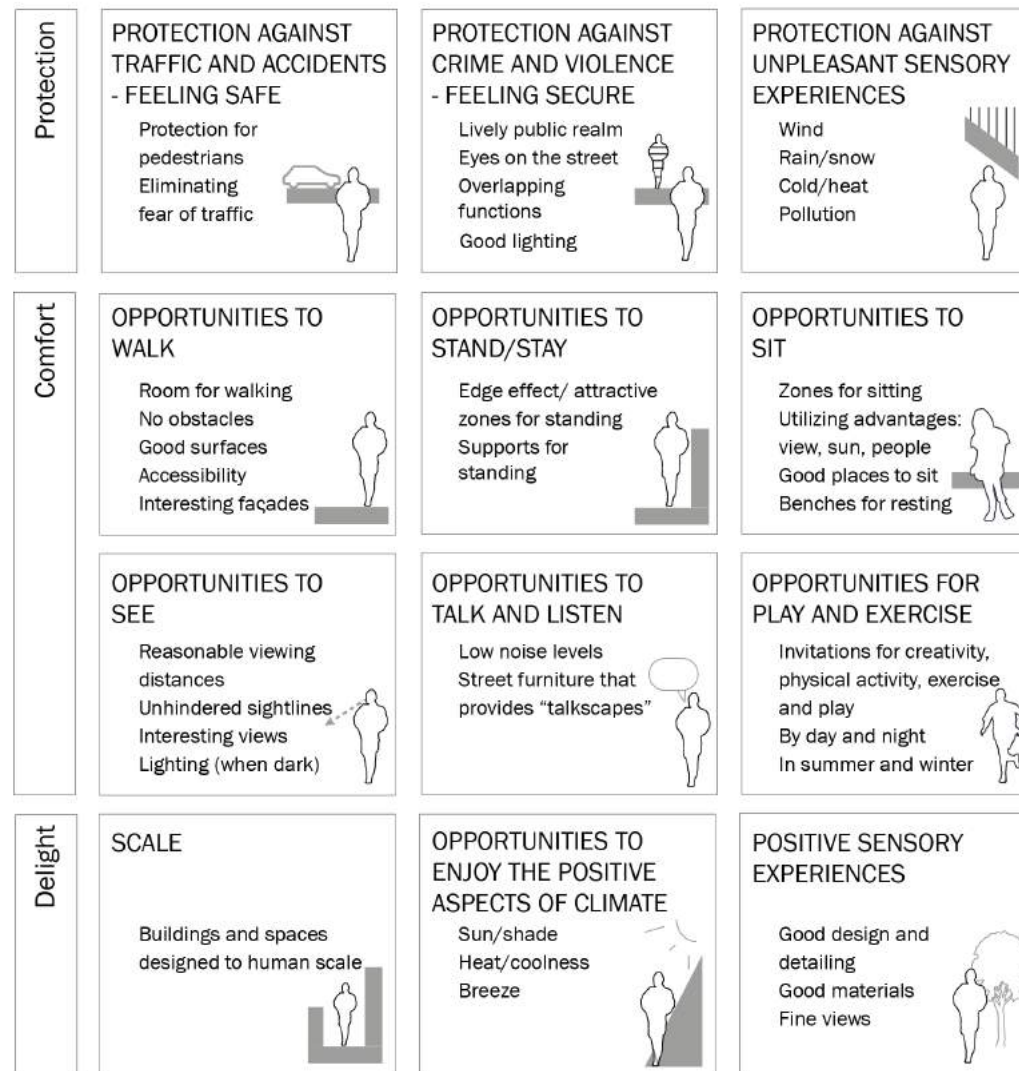 Protection
PROTECTION AGAINST
TRAFFIC AND ACCIDENTS
- FEELING SAFE
Protection for
pedestrians
Eliminating
fear of traffic
PROTECTION AGAINST
CRIME AND VIOLENCE
- FEELING SECURE
Lively public realm
Eyes on the street
Overlapping
functions
Good lighting
PROTECTION AGAINST
UNPLEASANT SENSORY
EXPERIENCES
Wind
Rain/snow
Cold/heat
Pollution
Comfort
OPPORTUNITIES TO
WALK
Room for walking
No obstacles
Good surfaces
Accessibility
Interesting façades
OPPORTUNITIES TO
STAND/STAY
Edge effect/ attractive
zones for standing
Supports for
standing
OPPORTUNITIES TO
SIT
Zones for sitting
Utilizing advantages:
view, sun, people
Good places to sit
Benches for resting
OPPORTUNITIES TO
SEE
Reasonable viewing
distances
Unhindered sightlines
Interesting views
Lighting (when dark)
OPPORTUNITIES TO
TALK AND LISTEN
Low noise levels
Street furniture that
provides “talkscapes”
OPPORTUNITIES FOR
PLAY AND EXERCISE
Invitations for creativity,
physical activity, exercise
and play
By day and night
In summer and winter
Delight
SCALE
Buildings and spaces
designed to human scale
OPPORTUNITIES TO
ENJOY THE POSITIVE
ASPECTS OF CLIMATE
Sun/shade
Heat/coolness
Breeze
POSITIVE SENSORY
EXPERIENCES
Good design and
detailing
Good materials
Fine views